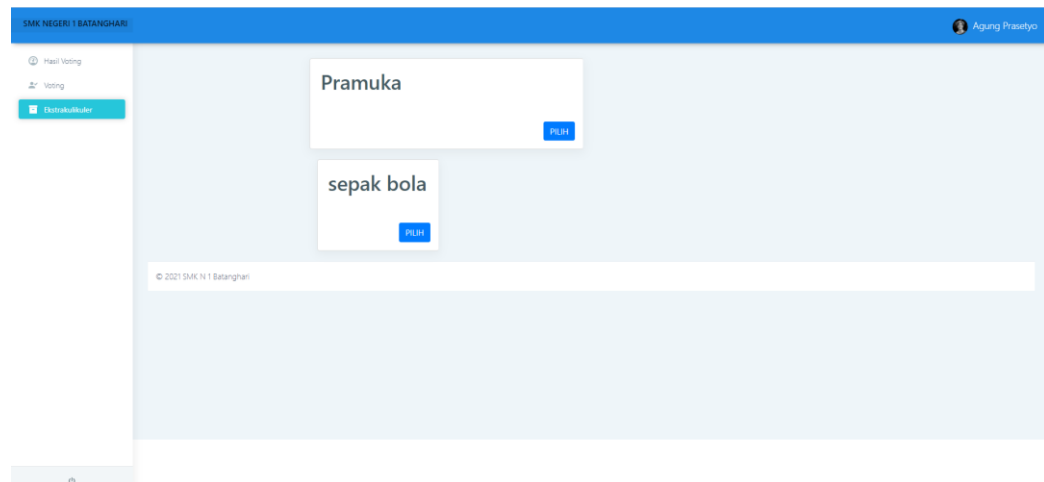 SMK NEGERI 1 BATANGHARI
Agung Prasetyo
Hasil Voting
Voting
Ekstrakulikuler
Pramuka
PILIH
sepak bola
PILIH
© 2021 SMK N 1 Batanghari